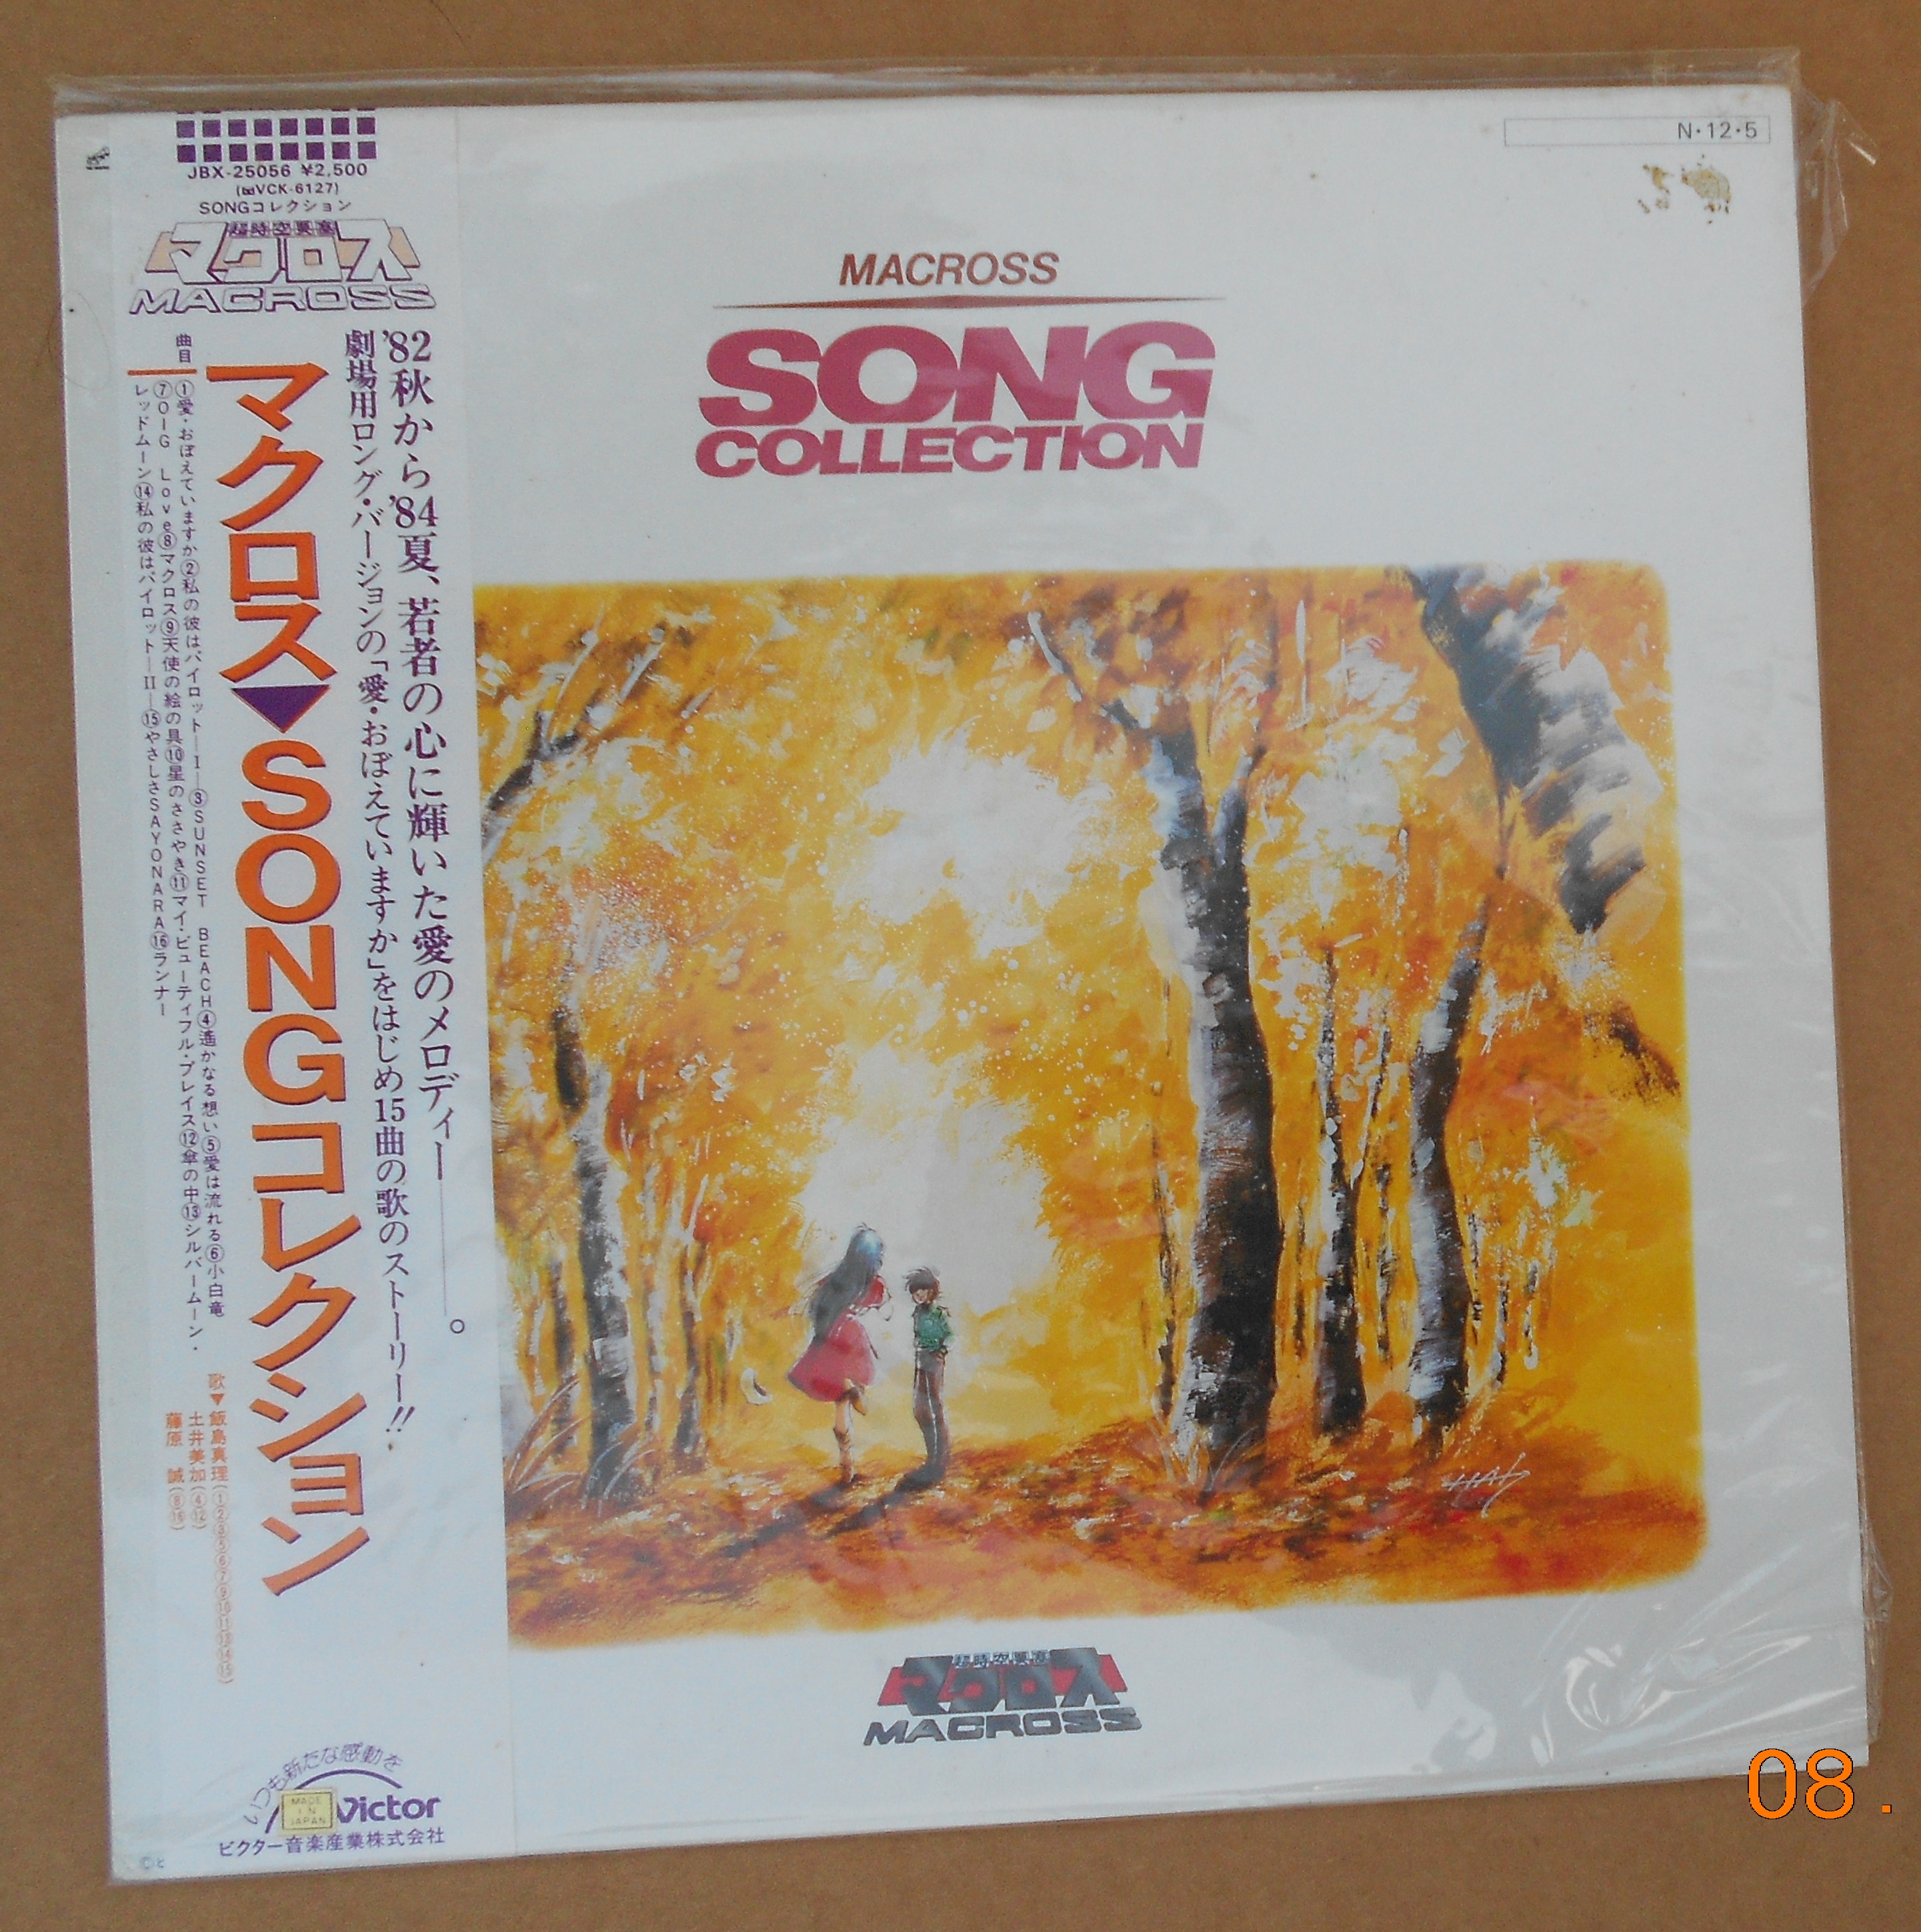 JBX-25056 ¥2,500
(VCK-6127)
SONGコレクション
超時空要塞
マクロス
MACROSS
'82秋から'84夏、若者の心に輝いた愛のメロディー――。
劇場用ロング・バージョンの「愛・おぼえていますか」をはじめ15曲の歌のストーリー!!
マクロス▼SONGコレクション
曲目
①愛・おぼえていますか②私の彼はパイロット―I―③SUNSET BEACH④遥かなる想い⑤愛は流れる⑥小白竜
⑦0-1G Love⑧マクロス⑨天使の絵の具⑩星のささやき⑪マイ・ビューティフル・プレイス⑫傘の中⑬シルバームーン・
レッドムーン⑭私の彼はパイロット―II―⑮やさしさSAYONARA⑯ランナー
歌▼飯島真理(①②③⑤⑥⑦⑨⑩⑪⑬⑭⑮)
土井美加(④⑫)
藤原 誠(⑧⑯)
いつも新たな感動を
MADE
IN
JAPAN
Victor
ビクター音楽産業株式会社
N・12・5
MACROSS
SONG
COLLECTION
超時空要塞
マクロス
MACROSS
08.